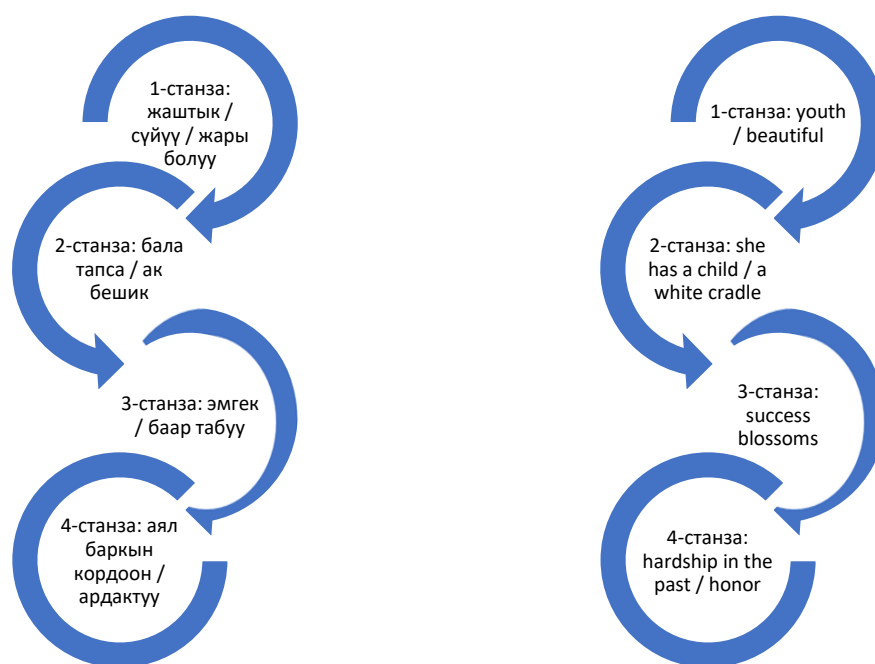 1-станза:
жаштык /
сүйүү / жары
болуу
2-станза: бала
тапса / ак
бешик
3-станза: эмгек
/ баар табуу
4-станза: аял
баркын
кордоон /
ардактуу
1-станза: youth
/ beautiful
2-станза: she
has a child / a
white cradle
3-станза:
success
blossoms
4-станза:
hardship in the
past / honor